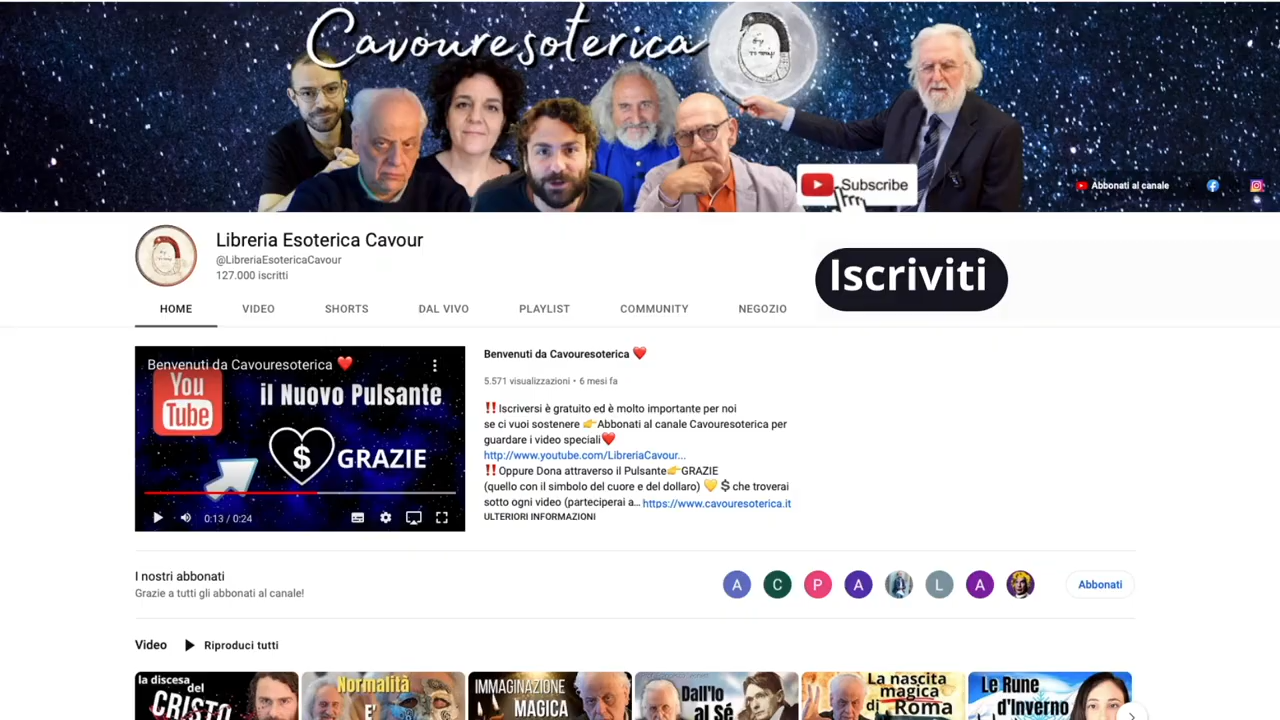 Cavouresoterica
Subscribe
Abbonati al canale
Libreria Esoterica Cavour
@LibreriaEsotericaCavour
127.000 iscritti
Iscriviti
HOME VIDEO SHORTS DAL VIVO PLAYLIST COMMUNITY NEGOZIO
Benvenuti da Cavouresoterica ❤️
You
Tube
il Nuovo Pulsante
$ GRAZIE
0:13 / 0:24
Benvenuti da Cavouresoterica ❤️
5.571 visualizzazioni • 6 mesi fa
‼️Iscriversi è gratuito ed è molto importante per noi
se ci vuoi sostenere 👉Abbonati al canale Cavouresoterica per
guardare i video speciali❤️
http://www.youtube.com/LibreriaCavour...
‼️Oppure Dona attraverso il Pulsante👉GRAZIE
(quello con il simbolo del cuore e del dollaro) 💛 💲che troverai
sotto ogni video (parteciperai a... https://www.cavouresoterica.it
ULTERIORI INFORMAZIONI
I nostri abbonati
Grazie a tutti gli abbonati al canale!
A C P A L A
Abbonati
Video ▶ Riproduci tutti
la discesa
del
CRISTO
Normalità
E'
IMMAGINAZIONE
MAGICA
Dall'Io
al Sé
La nascita
magica
di Roma
Le Rune
d'Inverno